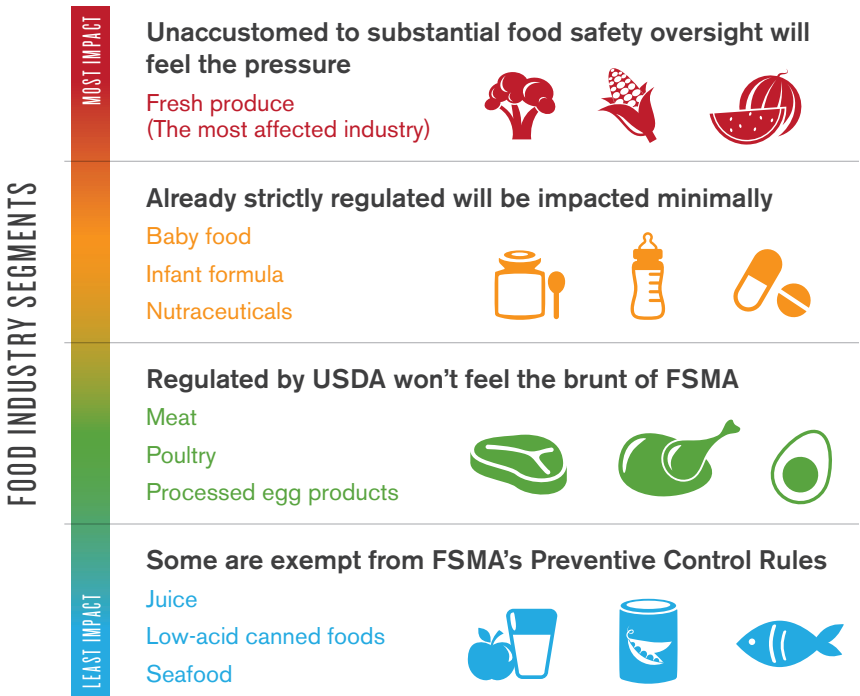 FOOD INDUSTRY SEGMENTS
MOST IMPACT
Unaccustomed to substantial food safety oversight will
feel the pressure
Fresh produce
(The most affected industry)
Already strictly regulated will be impacted minimally
Baby food
Infant formula
Nutraceuticals
Regulated by USDA won’t feel the brunt of FSMA
Meat
Poultry
Processed egg products
Some are exempt from FSMA’s Preventive Control Rules
Juice
Low-acid canned foods
Seafood
LEAST IMPACT